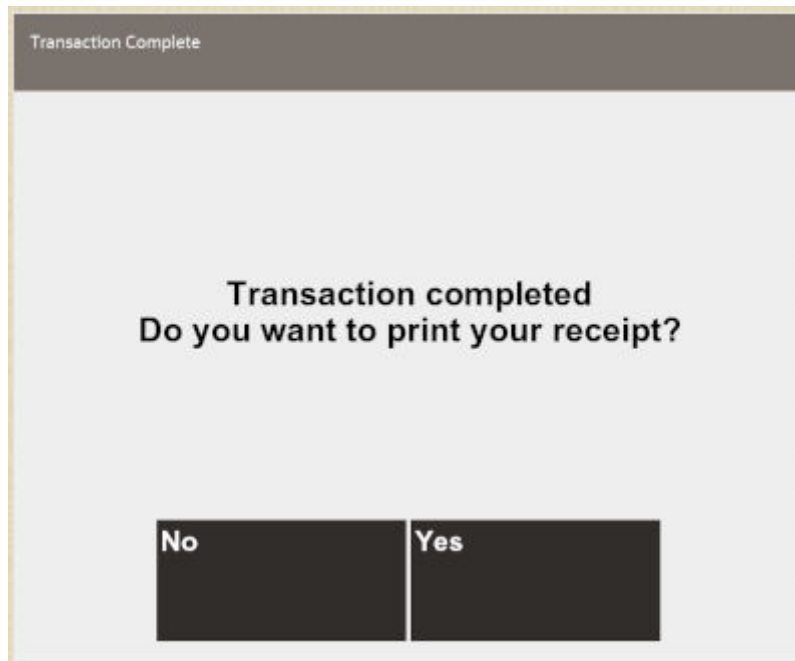 Transaction Complete
Transaction completed
Do you want to print your receipt?
No
Yes